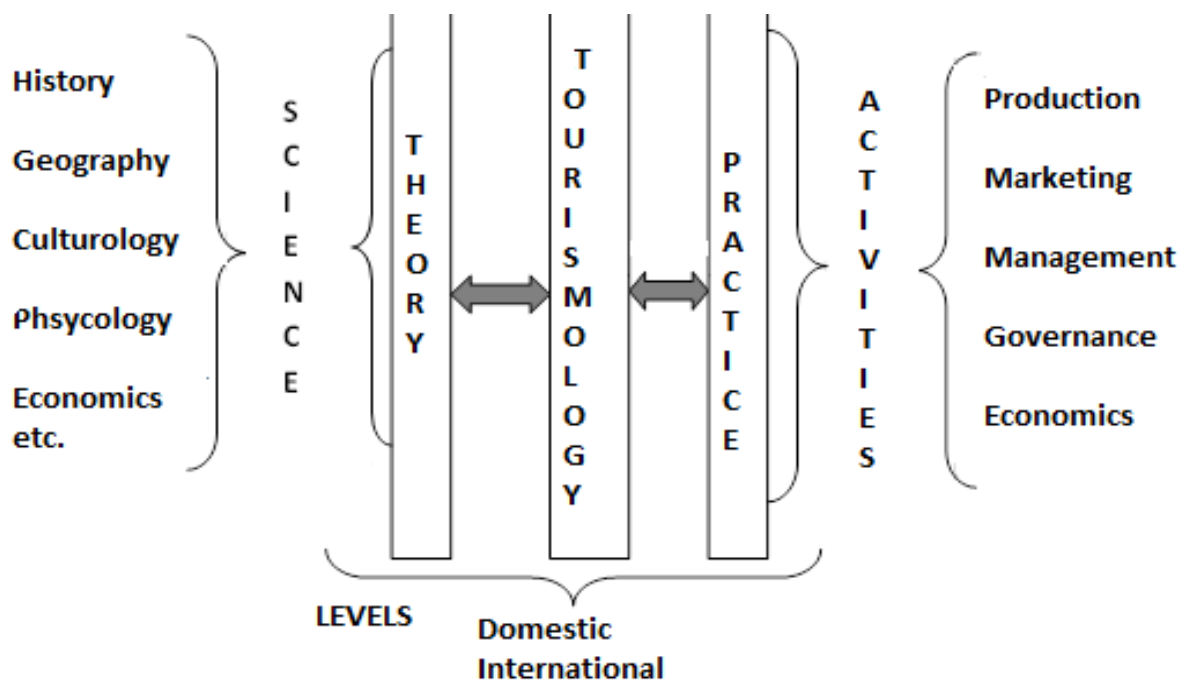 History
Geography
Culturology
Phsycology
Economics
etc.
SCIENCE
THEORY
TOURISMOLOGY
PRACTICE
ACTIVITIES
Production
Marketing
Management
Governance
Economics
LEVELS
Domestic
International